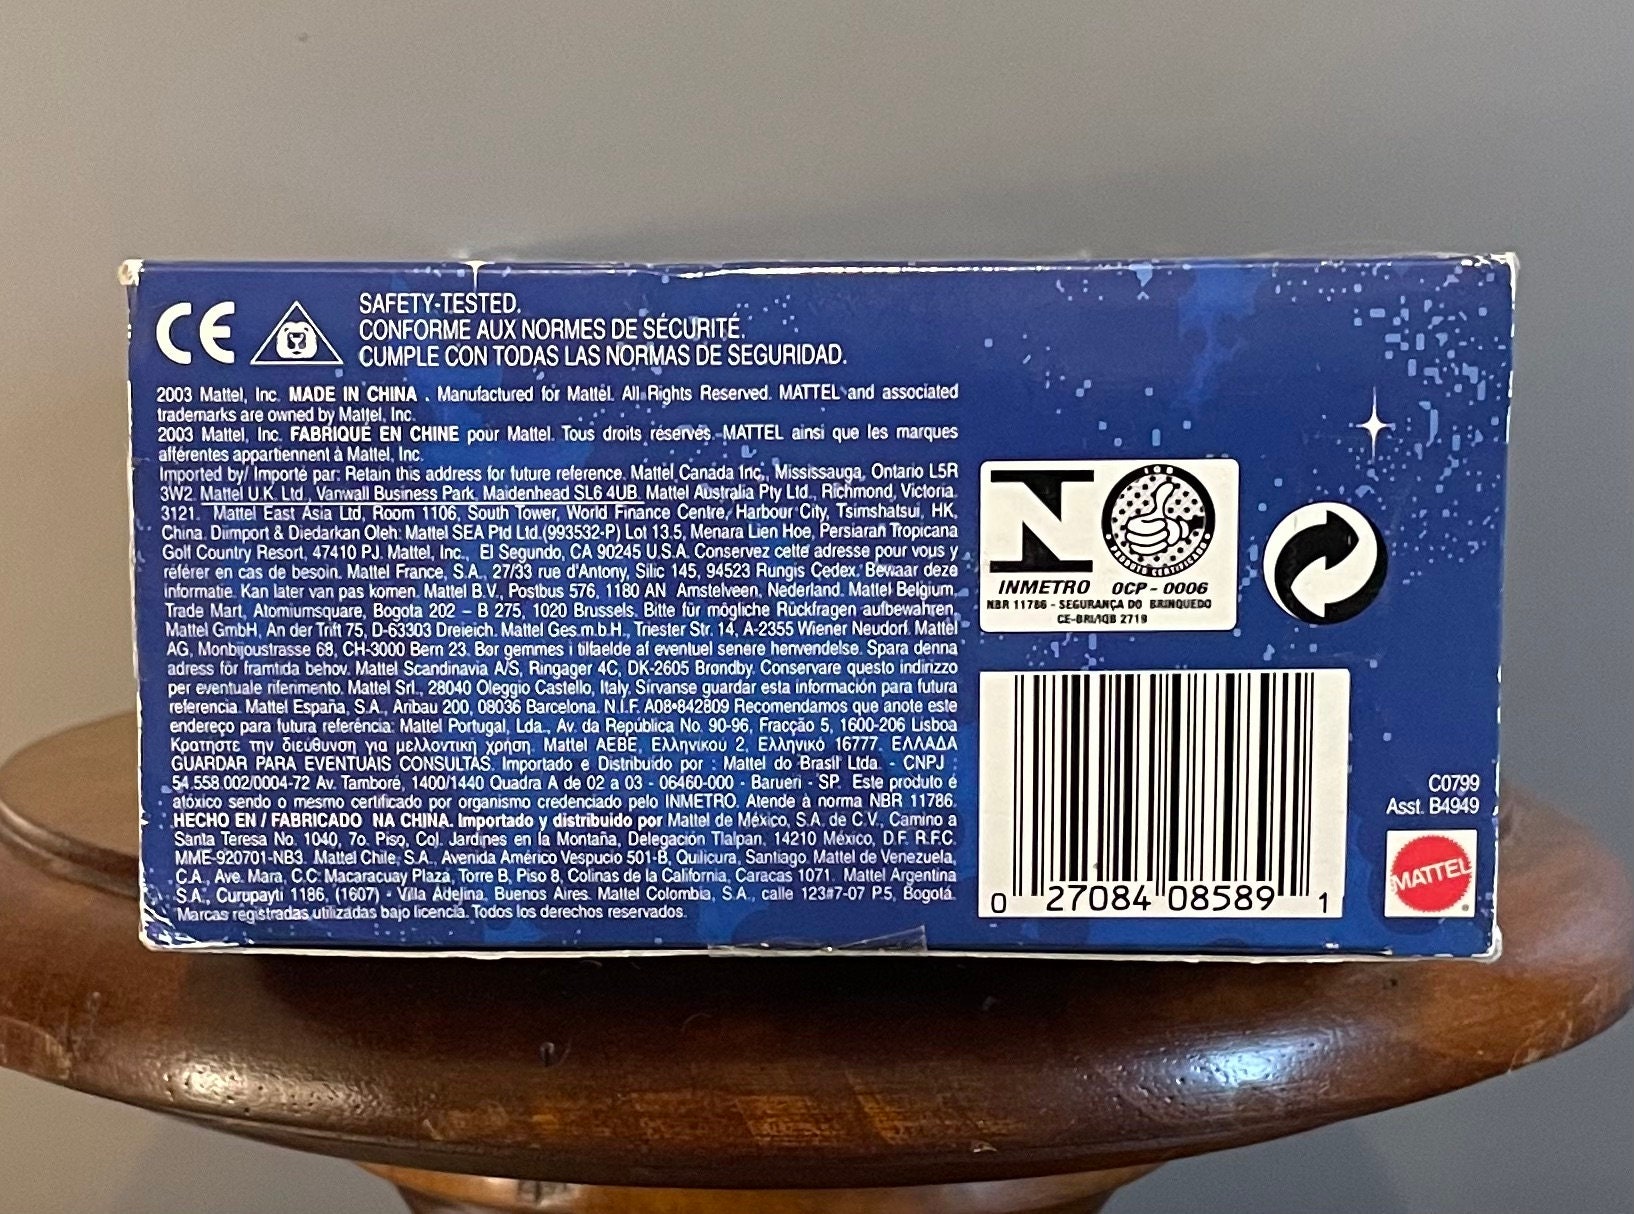 CE
SAFETY-TESTED.
CONFORME AUX NORMES DE SÉCURITÉ.
CUMPLE CON TODAS LAS NORMAS DE SEGURIDAD.
2003 Mattel, Inc. MADE IN CHINA . Manufactured for Mattel. All Rights Reserved. MATTEL and associated
trademarks are owned by Mattel, Inc.
2003 Mattel, Inc. FABRIQUÉ EN CHINE pour Mattel. Tous droits réservés. MATTEL ainsi que les marques
afférentes appartiennent à Mattel, Inc.
Imported by/ Importé par: Retain this address for future reference. Mattel Canada Inc., Mississauga, Ontario L5R
3W2. Mattel U.K. Ltd., Vanwall Business Park, Maidenhead SL6 4UB. Mattel Australia Pty Ltd., Richmond, Victoria.
3121. Mattel East Asia Ltd, Room 1106, South Tower, World Finance Centre, Harbour City, Tsimshatsui, HK,
China. Diimport & Diedarkan Oleh: Mattel SEA Ptd Ltd.(993532-P) Lot 13.5, Menara Lien Hoe, Persiaran Tropicana
Golf Country Resort, 47410 PJ. Mattel, Inc., El Segundo, CA 90245 U.S.A. Conservez cette adresse pour vous y
référer en cas de besoin. Mattel France, S.A., 27/33 rue d'Antony, Silic 145, 94523 Rungis Cedex. Bewaar deze
informatie. Kan later van pas komen. Mattel B.V., Postbus 576, 1180 AN Amstelveen, Nederland. Mattel Belgium,
Trade Mart, Atomiumsquare, Bogota 202 – B 275, 1020 Brussels. Bitte für mögliche Rückfragen aufbewahren.
Mattel GmbH, An der Trift 75, D-63303 Dreieich. Mattel Ges.m.b.H., Triester Str. 14, A-2355 Wiener Neudorf. Mattel
AG, Monbijoustrasse 68, CH-3000 Bern 23. Bor gemmes i tilfaelde af eventuel senere henvendelse. Spara denna
adress för framtida behov. Mattel Scandinavia A/S, Ringager 4C, DK-2605 Brondby. Conservare questo indirizzo
per eventuale riferimento. Mattel Srl., 28040 Oleggio Castello, Italy. Sírvanse guardar esta información para futura
referencia. Mattel España, S.A., Aribau 200, 08036 Barcelona. N.I.F. A08-842809 Recomendamos que anote este
endereço para futura referência: Mattel Portugal, Lda., Av. da República No. 90-96, Fracção 5, 1600-206 Lisboa
Κρατήστε την διεύθυνση για μελλοντική χρήση. Mattel AEBE, Ελληνικού 2, Ελληνικό 16777. ΕΛΛΑΔΑ
GUARDAR PARA EVENTUAIS CONSULTAS. Importado e Distribuido por : Mattel do Brasil Ltda. - CNPJ :
54.558.002/0004-72 Av. Tamboré, 1400/1440 Quadra A de 02 a 03 - 06460-000 - Barueri - SP. Este produto é
atóxico sendo o mesmo certificado por organismo credenciado pelo INMETRO. Atende à norma NBR 11786.
HECHO EN / FABRICADO NA CHINA. Importado y distribuido por Mattel de México, S.A. de C.V., Camino a
Santa Teresa No. 1040, 7o. Piso, Col. Jardines en la Montaña, Delegación Tlalpan, 14210 México, D.F. R.F.C.
MME-920701-NB3. Mattel Chile, S.A., Avenida Américo Vespucio 501-B, Quilicura, Santiago. Mattel de Venezuela,
C.A., Ave. Mara, C.C. Macaracuay Plaza, Torre B, Piso 8, Colinas de la California, Caracas 1071. Mattel Argentina
S.A., Curupayti 1186, (1607) - Villa Adelina, Buenos Aires. Mattel Colombia, S.A., calle 123#7-07 P.5, Bogotá.
Marcas registradas utilizadas bajo licencia. Todos los derechos reservados.
IQB
PRODUTO CERTIFICADO
INMETRO OCP - 0006
NBR 11786 - SEGURANÇA DO BRINQUEDO
CE-BRI/IQB 2719
0 27084 08589 1
C0799
Asst. B4949
MATTEL